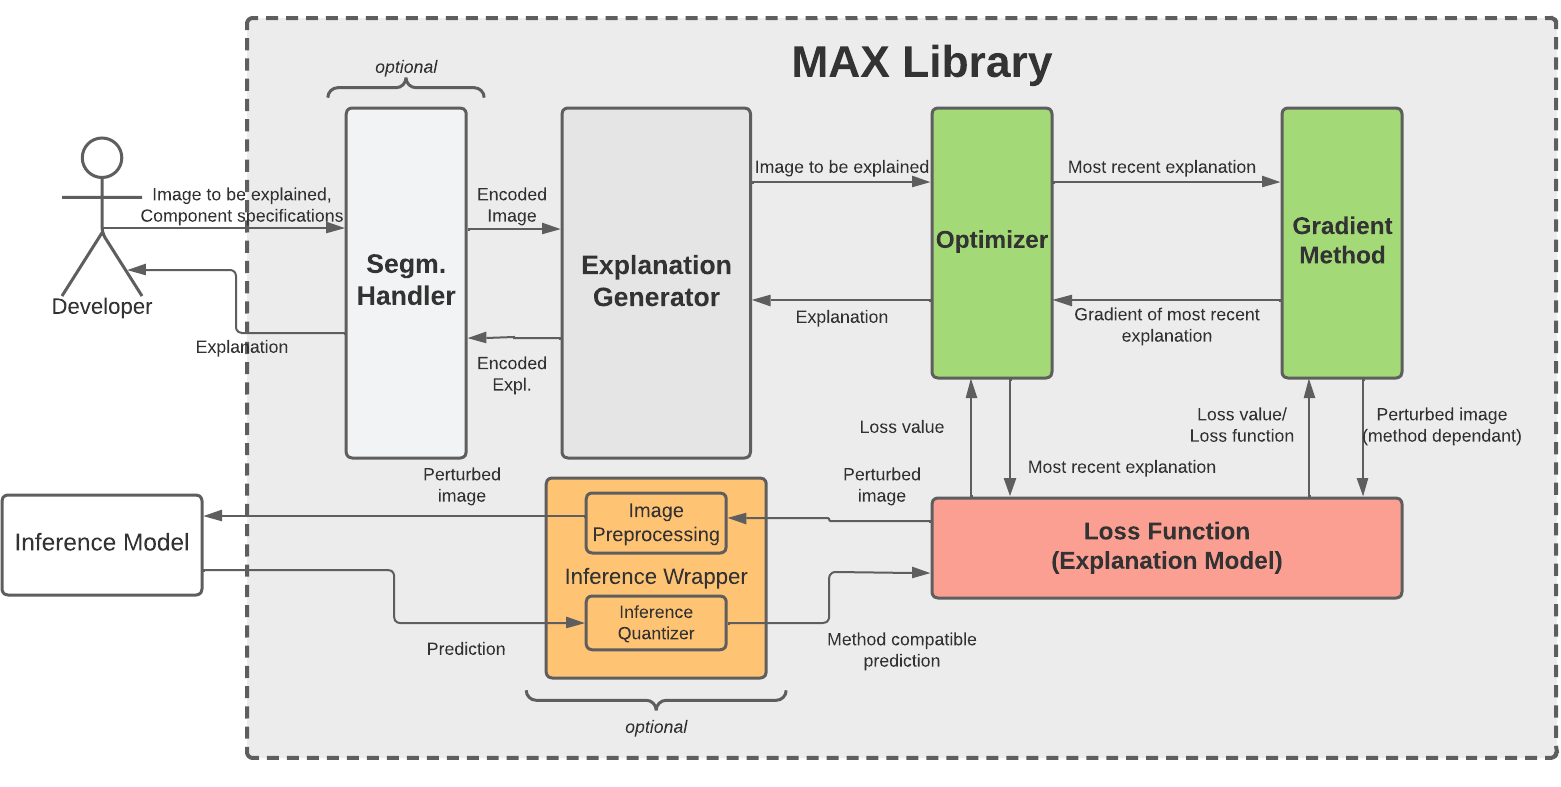 MAX Library
optional
Image to be explained,
Component specifications
Developer
Explanation
Segm.
Handler
Encoded
Image
Encoded
Expl.
Explanation
Generator
Image to be explained
Explanation
Optimizer
Most recent explanation
Gradient of most recent
explanation
Gradient
Method
Loss value
Most recent explanation
Loss value/
Loss function
Perturbed image
(method dependant)
Inference Model
Perturbed
image
Prediction
Image
Preprocessing
Inference Wrapper
Inference
Quantizer
optional
Perturbed
image
Method compatible
prediction
Loss Function
(Explanation Model)